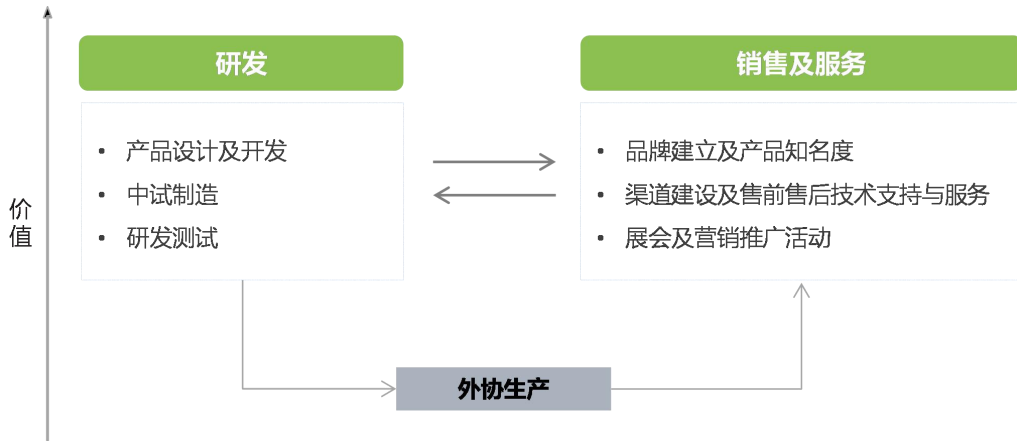 研发
销售及服务
• 产品设计及开发
• 中试制造
• 研发测试
• 品牌建立及产品知名度
• 渠道建设及售前售后技术支持与服务
• 展会及营销推广活动
价
值
外协生产